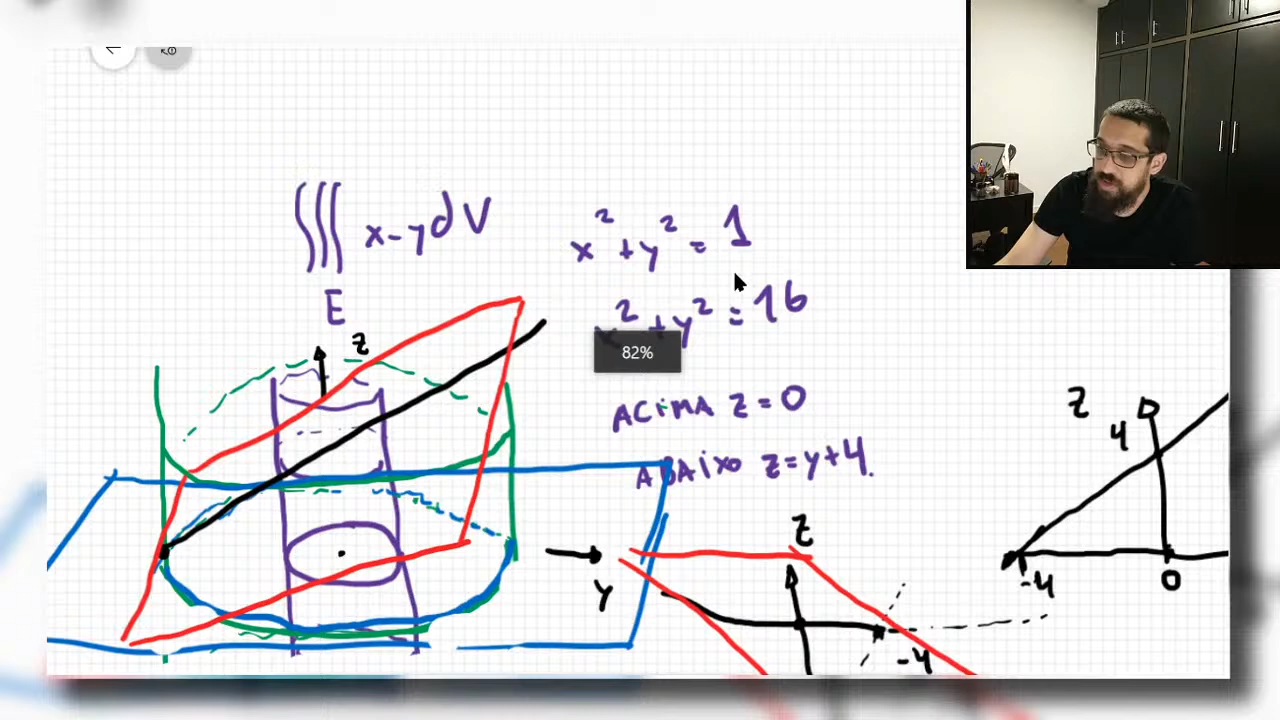 ∭ x-y dV
E
x² + y² = 1
x² + y² = 16
82%
ACIMA z = 0
ABAIXO z = y+4.
z
y
z
-4
z
4
-4
0